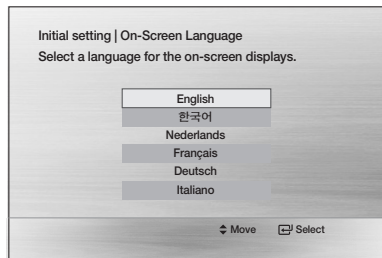 Initial setting | On-Screen Language
Select a language for the on-screen displays.
English
한국어
Nederlands
Français
Deutsch
Italiano
Move Select